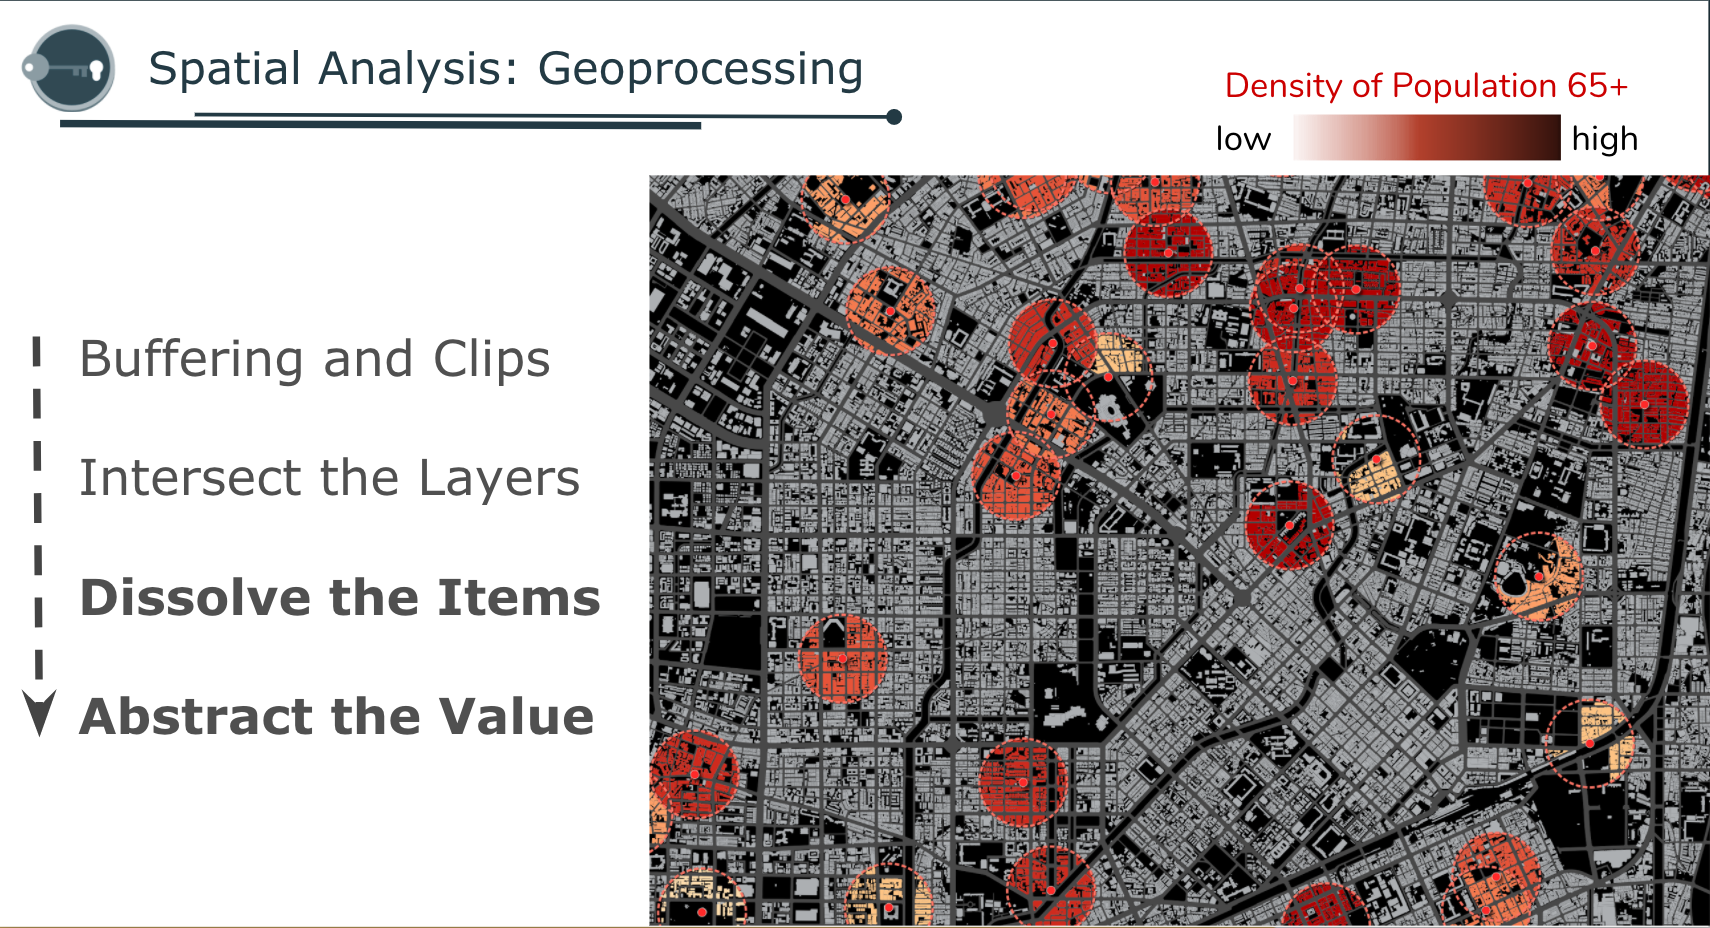 Spatial Analysis: Geoprocessing
Density of Population 65+
low high
Buffering and Clips
Intersect the Layers
Dissolve the Items
Abstract the Value